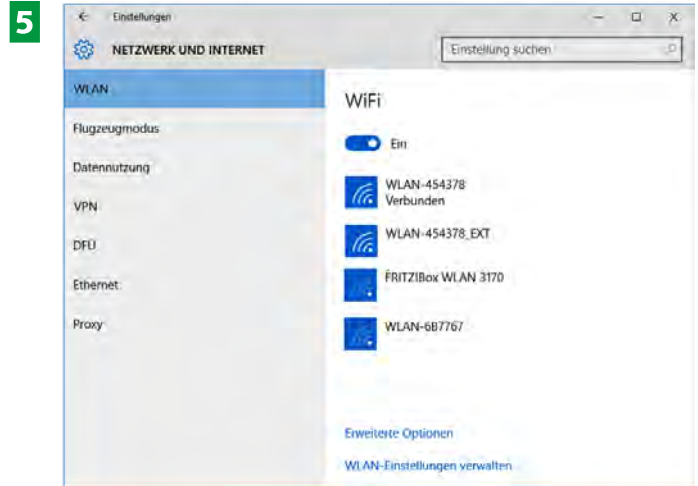 5
Einstellungen
NETZWERK UND INTERNET
Einstellung suchen
WLAN
Flugzeugmodus
Datennutzung
VPN
DFÜ
Ethernet
Proxy
WiFi
Ein
WLAN-454378
Verbunden
WLAN-454378_EXT
FRITZ!Box WLAN 3170
WLAN-6B7767
Erweiterte Optionen
WLAN-Einstellungen verwalten